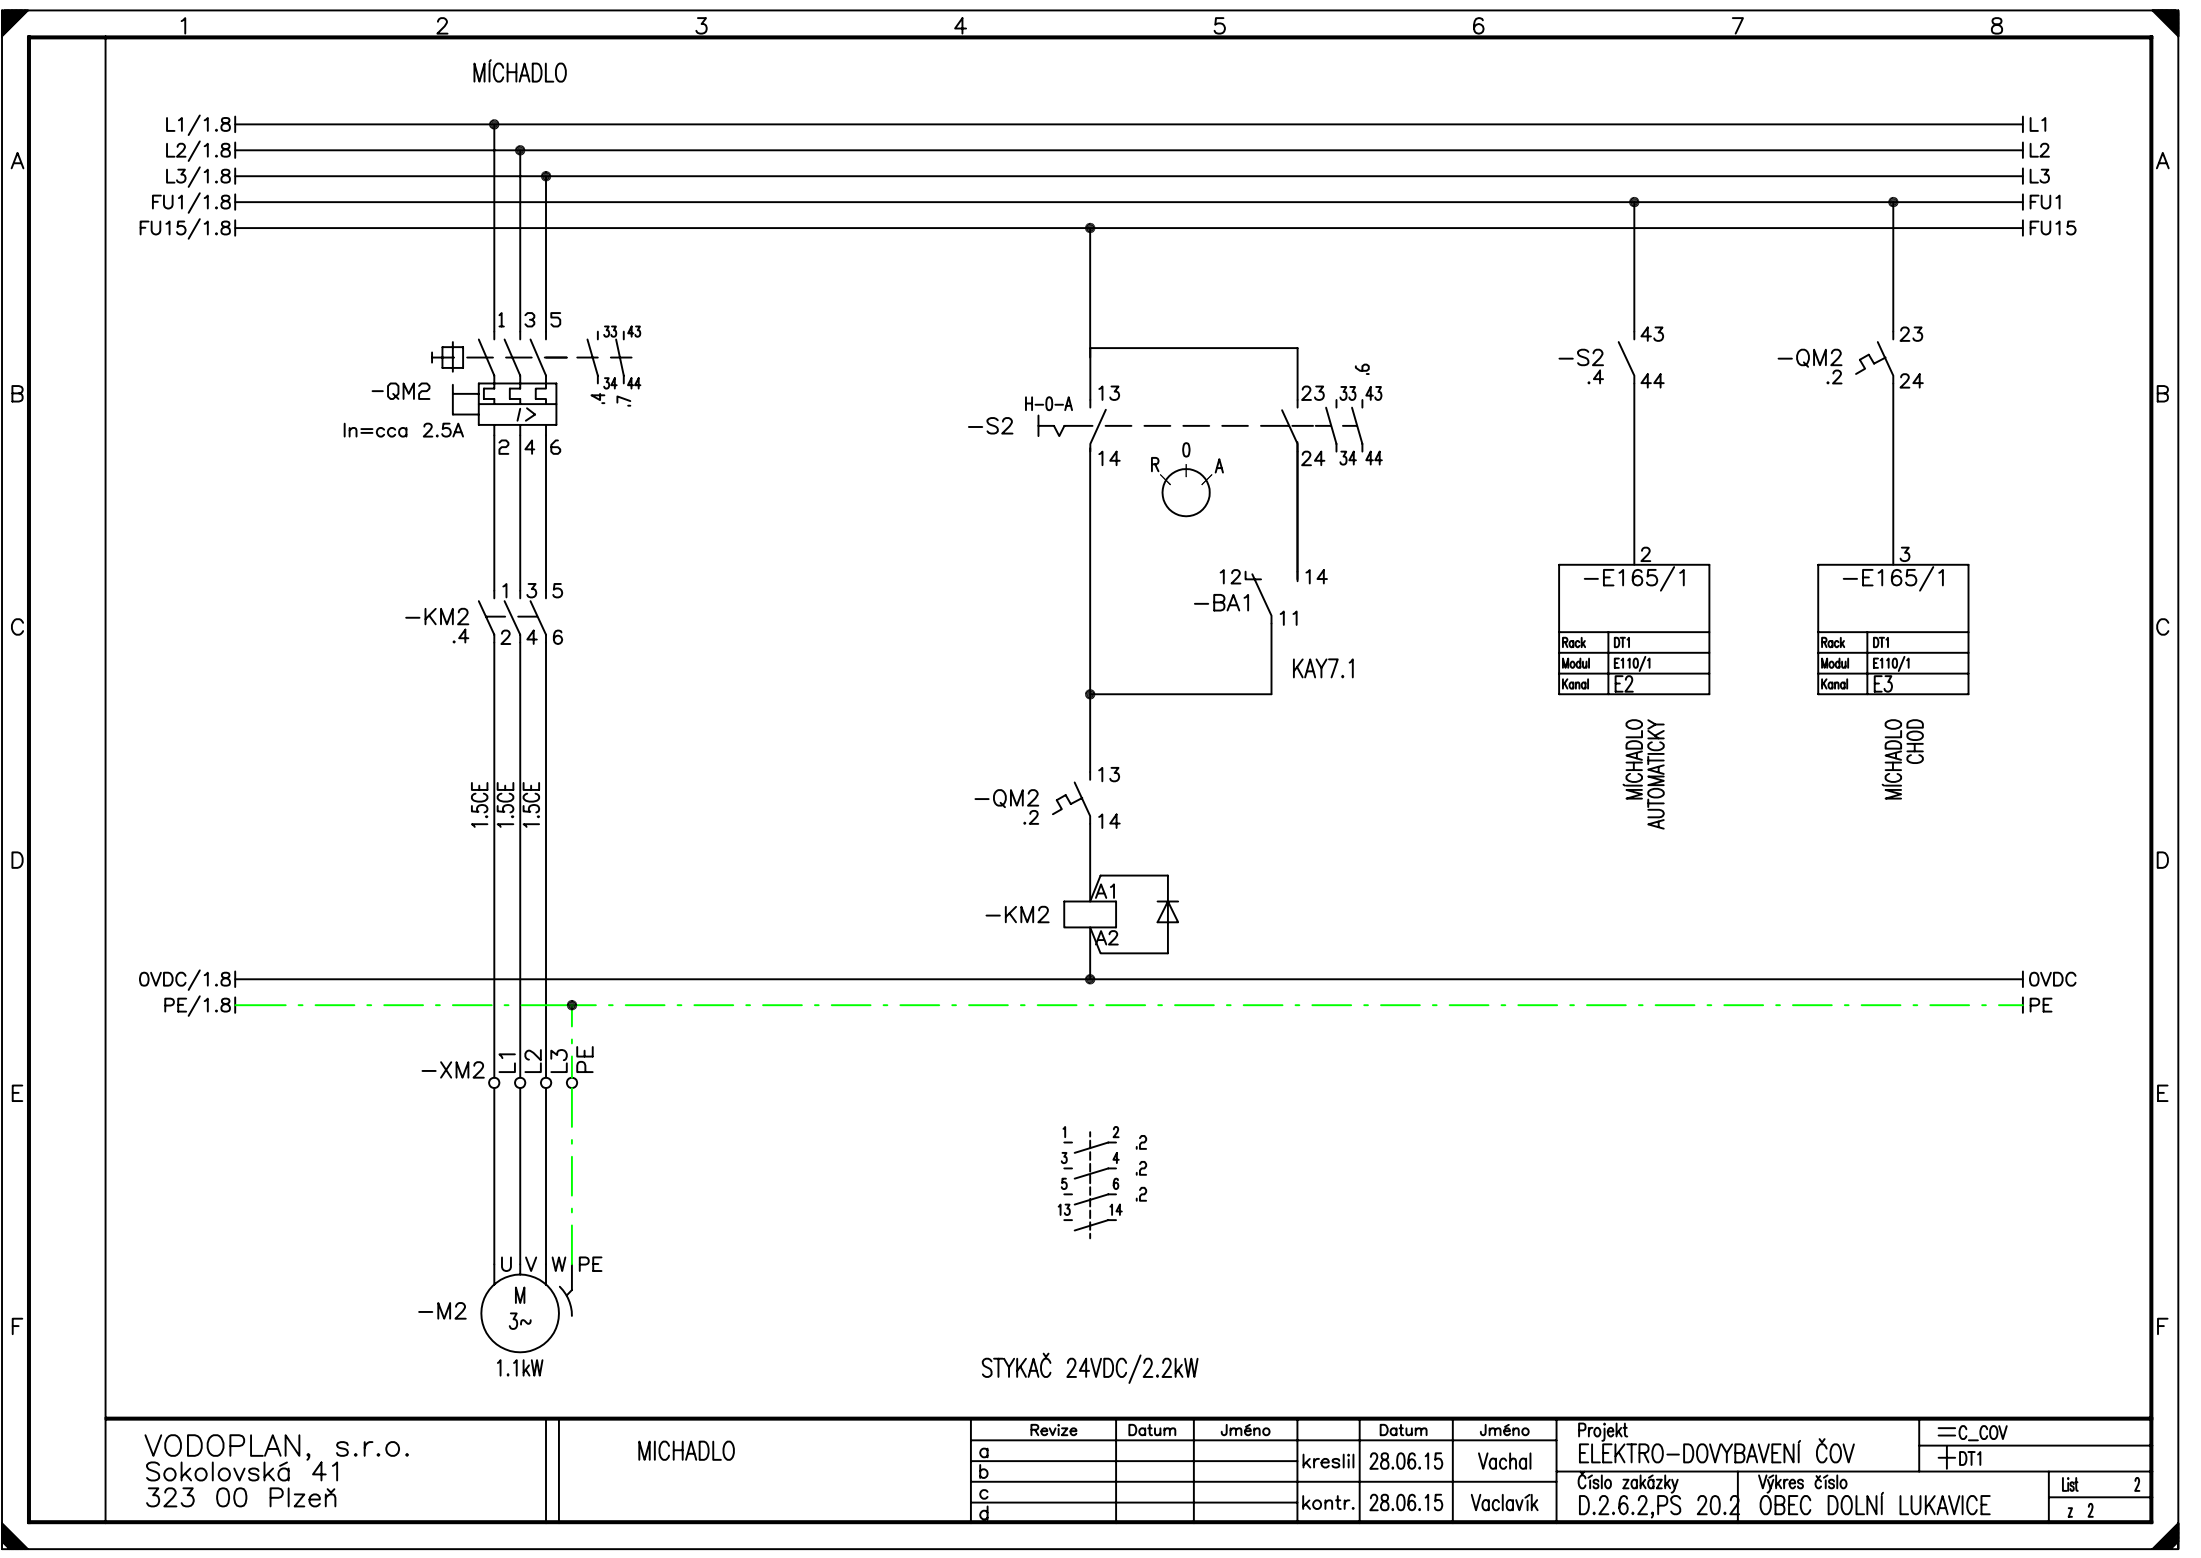 1 2 3 4 5 6 7 8
MÍCHADLO
L1/1.8 L1
L2/1.8 L2
A A
L3/1.8 L3
FU1/1.8 FU1
FU15/1.8 FU15
1 3 5 33 43
-QM2
34 44
.4 .7
In=cca 2.5A
I>
2 4 6
B B
H-0-A
13 23 33 43
.6
-S2
14 24 34 44
R 0 A
-S2
.4
43
44
-QM2
.2
23
24
1 3 5
-KM2
.4
2 4 6
C C
12 14
-BA1
11
KAY7.1
2
-E165/1
Rack DT1
Modul E110/1
Kanal E2
MÍCHADLO
AUTOMATICKY
3
-E165/1
Rack DT1
Modul E110/1
Kanal E3
MÍCHADLO
CHOD
1.5CE 1.5CE 1.5CE
-QM2
.2
13
14
D D
-KM2
A1
A2
0VDC/1.8 0VDC
PE/1.8 PE
-XM2
L1 L2 L3 PE
E E
1 2 .2
3 4 .2
5 6 .2
13 14
U V W PE
-M2
M
3~
1.1kW
F F
STYKAČ 24VDC/2.2kW
VODOPLAN, s.r.o.
Sokolovská 41
323 00 Plzeň
MICHADLO
Revize Datum Jméno Datum Jméno
a
b
c
d
kreslil 28.06.15 Vachal
kontr. 28.06.15 Vaclavík
Projekt
ELEKTRO-DOVYBAVENÍ ČOV
=C_COV
+DT1
Číslo zakázky
D.2.6.2,PS 20.2
Výkres číslo
OBEC DOLNÍ LUKAVICE
List 2
z 2